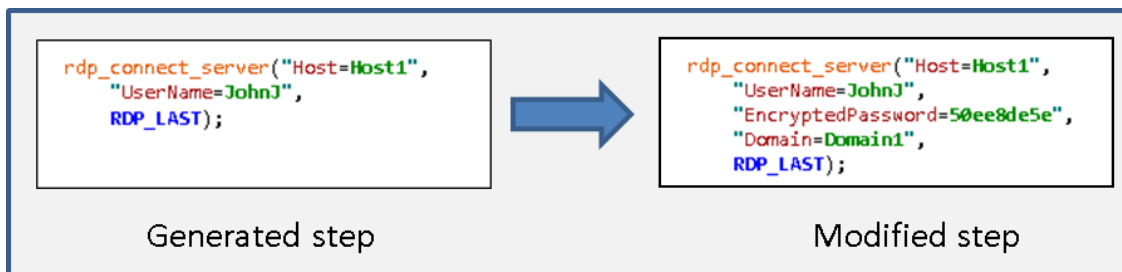 rdp_connect_server("Host=Host1",
"UserName=JohnJ",
RDP_LAST);
Generated step
rdp_connect_server("Host=Host1",
"UserName=JohnJ",
"EncryptedPassword=50ee8de5e",
"Domain=Domain1",
RDP_LAST);
Modified step